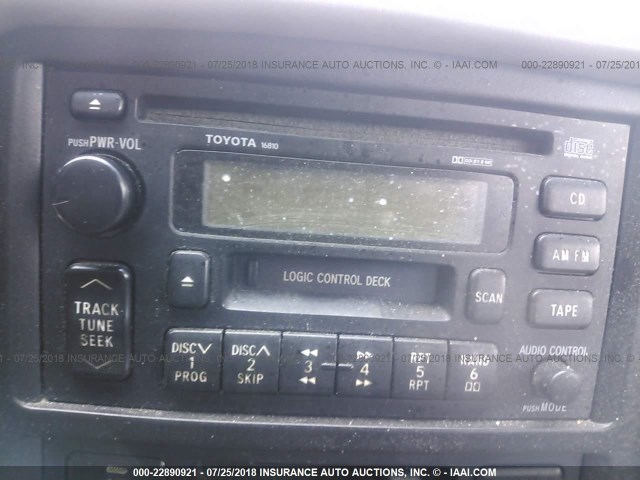 000-22890921 - 07/25/2018 INSURANCE AUTO AUCTIONS, INC. © - IAAI.COM
000-22890921 - 07/25/2018
TOYOTA 16810
DISC
PUSH PWR·VOL
CD
AM FM
LOGIC CONTROL DECK
SCAN
TAPE
TRACK
TUNE
SEEK
AUDIO CONTROL
DISC DISC
1 2 3 4 5 6
PROG SKIP RPT
PUSH MODE
000-22890921 - 07/25/2018 INSURANCE AUTO AUCTIONS, INC. © - IAAI.COM